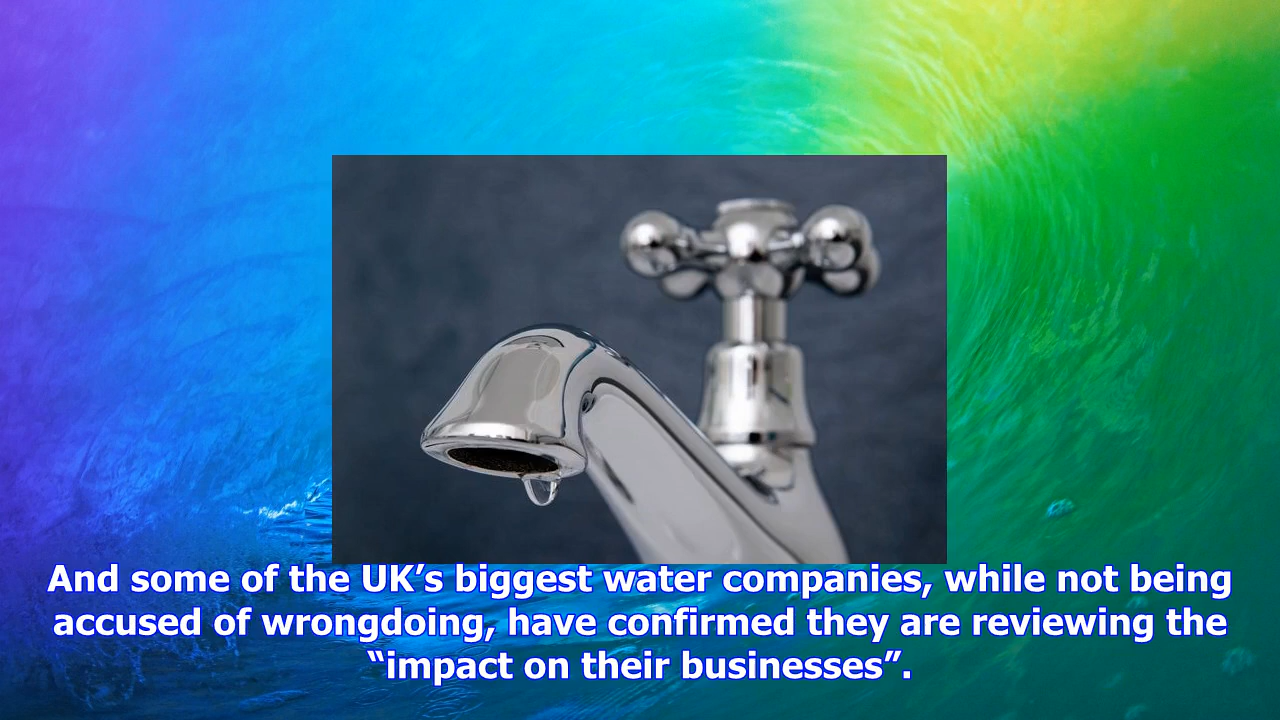 And some of the UK’s biggest water companies, while not being
accused of wrongdoing, have confirmed they are reviewing the
“impact on their businesses”.